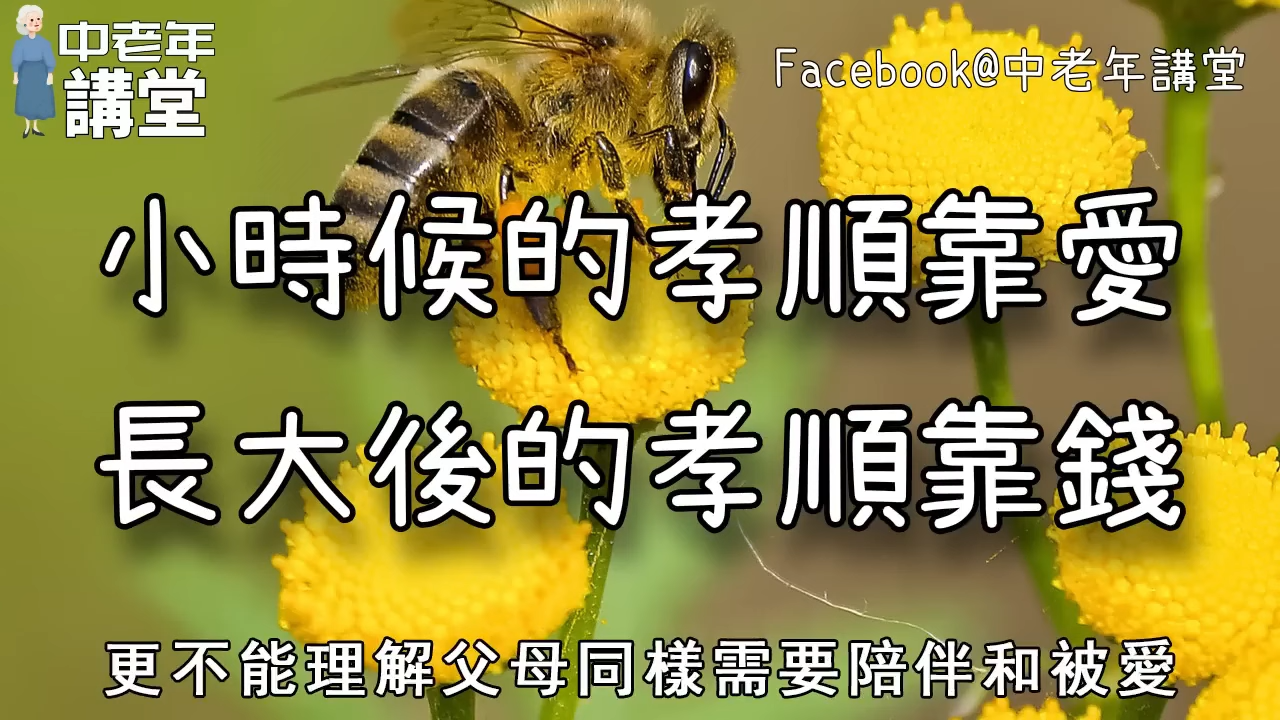 中老年
講堂
Facebook@中老年講堂
小時候的孝順靠愛
長大後的孝順靠錢
更不能理解父母同樣需要陪伴和被愛